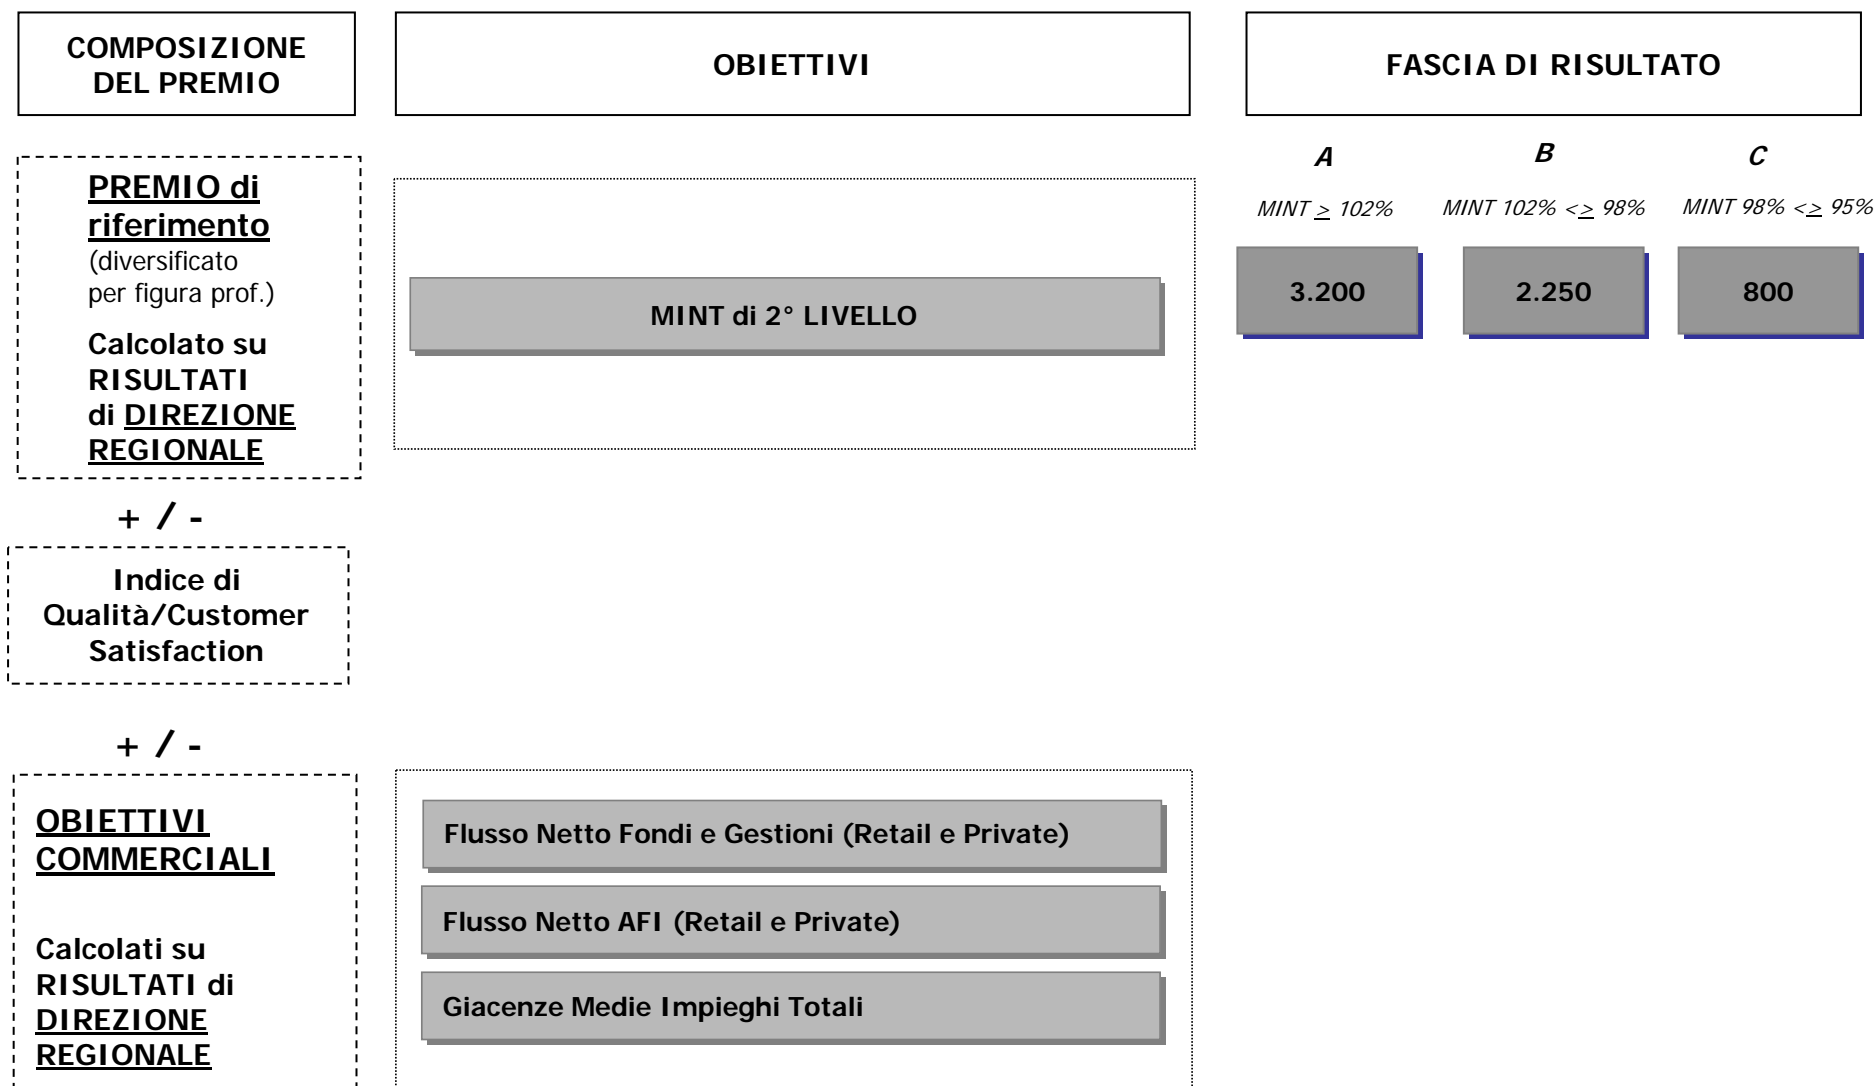 COMPOSIZIONE
DEL PREMIO
OBIETTIVI
FASCIA DI RISULTATO
PREMIO di
riferimento
(diversificato
per figura prof.)
Calcolato su
RISULTATI
di DIREZIONE
REGIONALE
MINT di 2° LIVELLO
A
B
C
MINT ≥ 102%
MINT 102% <≥ 98%
MINT 98% <≥ 95%
3.200
2.250
800
+ / -
Indice di
Qualità/Customer
Satisfaction
+ / -
OBIETTIVI
COMMERCIALI
Calcolati su
RISULTATI di
DIREZIONE
REGIONALE
Flusso Netto Fondi e Gestioni (Retail e Private)
Flusso Netto AFI (Retail e Private)
Giacenze Medie Impieghi Totali